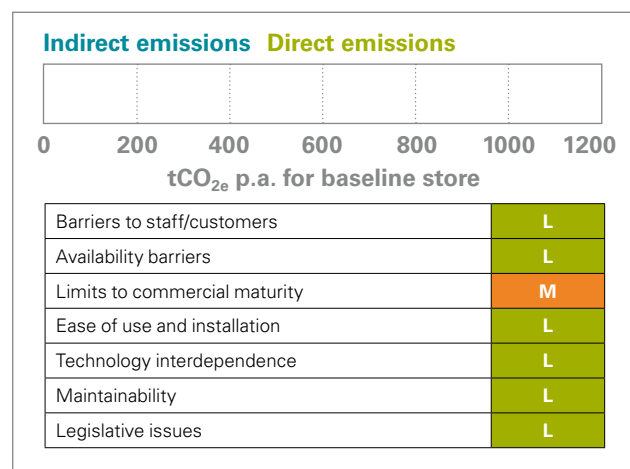 Indirect emissions Direct emissions
0 200 400 600 800 1000 1200
tCO2e p.a. for baseline store
Barriers to staff/customers L
Availability barriers L
Limits to commercial maturity M
Ease of use and installation L
Technology interdependence L
Maintainability L
Legislative issues L